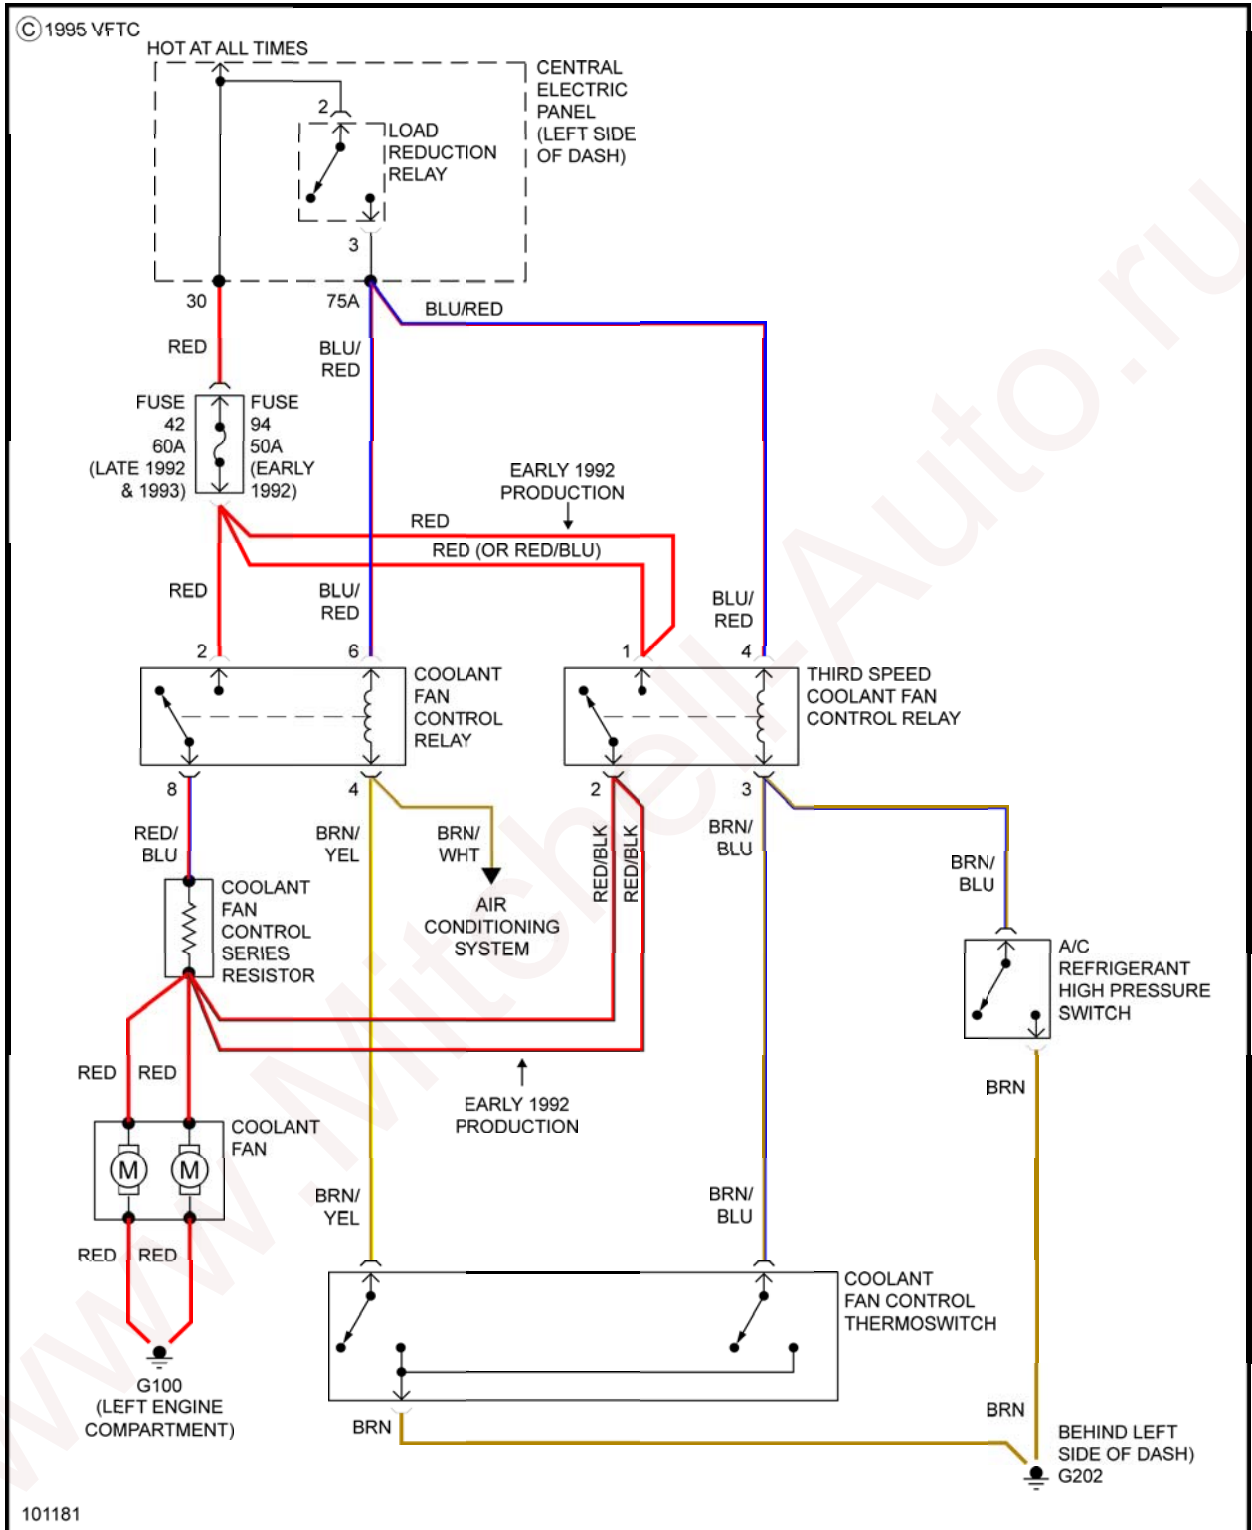 © 1995 VFTC
HOT AT ALL TIMES
CENTRAL
ELECTRIC
PANEL
(LEFT SIDE
OF DASH)
2
LOAD
REDUCTION
RELAY
3
30
75A
BLU/RED
RED
BLU/
RED
FUSE
42
60A
(LATE 1992
& 1993)
FUSE
94
50A
(EARLY
1992)
EARLY 1992
PRODUCTION
RED
RED (OR RED/BLU)
RED
BLU/
RED
BLU/
RED
2
6
1
4
COOLANT
FAN
CONTROL
RELAY
THIRD SPEED
COOLANT FAN
CONTROL RELAY
8
4
2
3
RED/
BLU
BRN/
YEL
BRN/
WHT
RED/BLK
RED/BLK
BRN/
BLU
BRN/
BLU
COOLANT
FAN
CONTROL
SERIES
RESISTOR
AIR
CONDITIONING
SYSTEM
A/C
REFRIGERANT
HIGH PRESSURE
SWITCH
RED
RED
EARLY 1992
PRODUCTION
BRN
COOLANT
FAN
M
M
BRN/
YEL
BRN/
BLU
RED
RED
COOLANT
FAN CONTROL
THERMOSWITCH
G100
(LEFT ENGINE
COMPARTMENT)
BRN
BRN
BEHIND LEFT
SIDE OF DASH)
G202
101181
www.Mitchell-Auto.ru